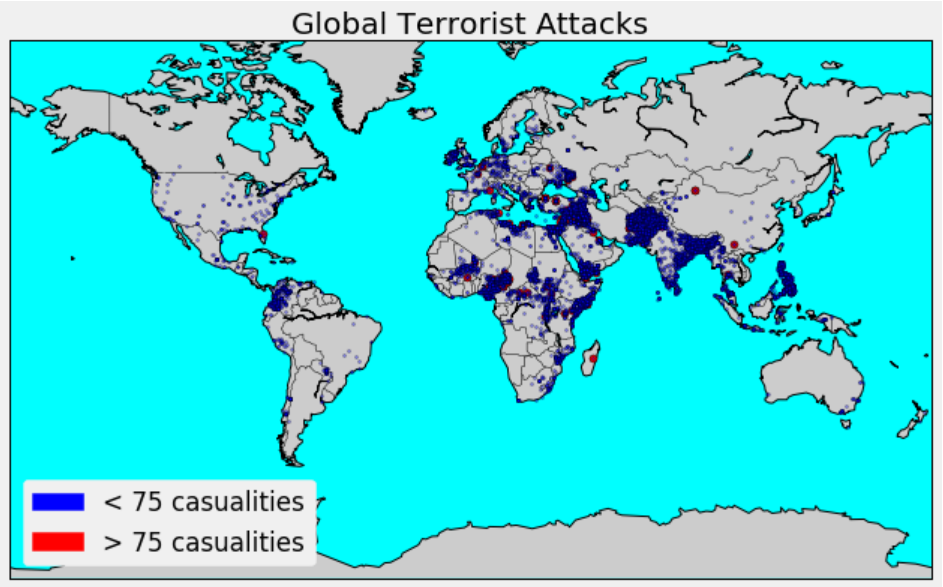 Global Terrorist Attacks
< 75 casualities
> 75 casualities